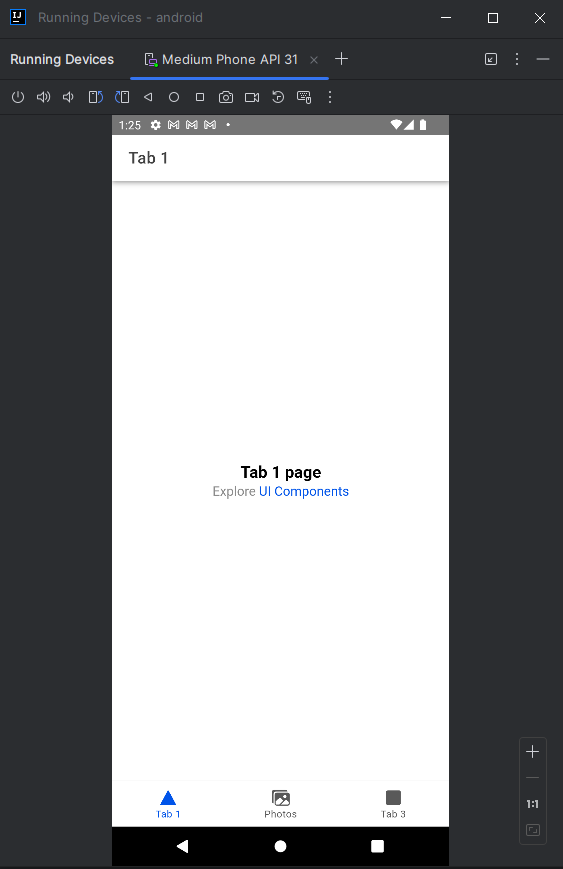 IJ Running Devices - android
Running Devices Medium Phone API 31
1:25
Tab 1
Tab 1 page
Explore UI Components
Tab 1 Photos Tab 3
1:1